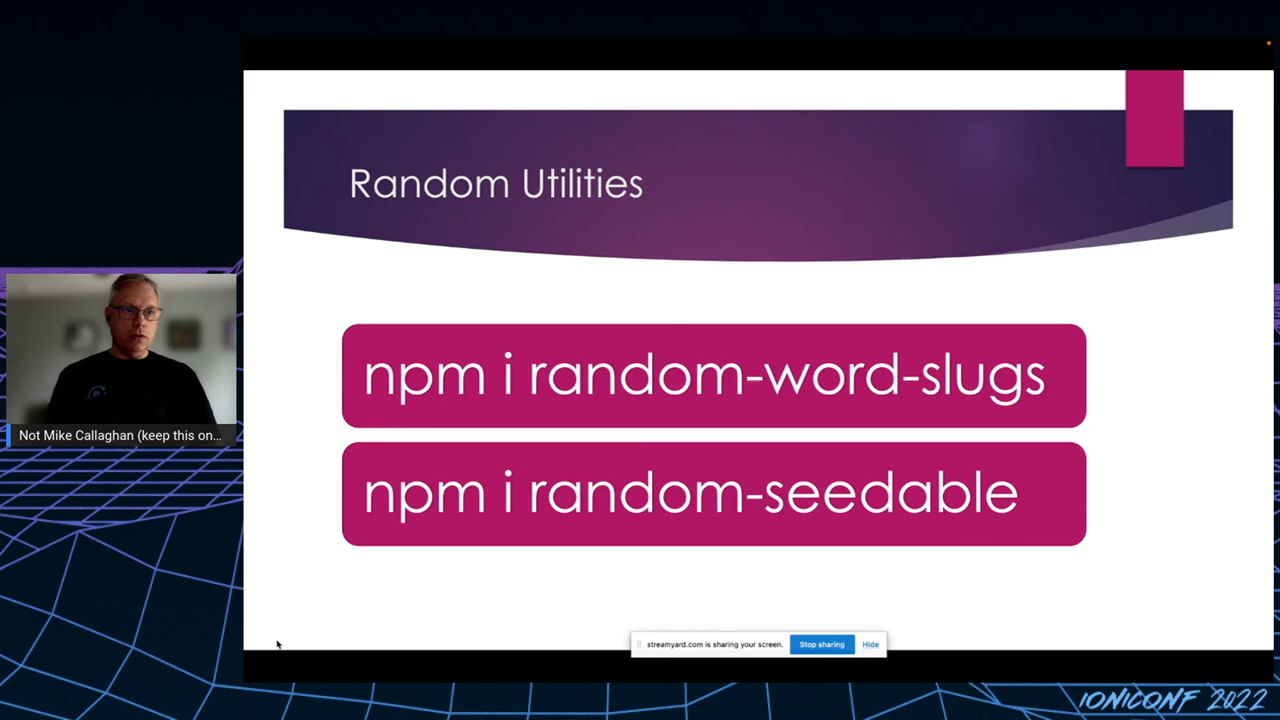 Random Utilities
npm i random-word-slugs
npm i random-seedable
Not Mike Callaghan (keep this on...
streamyard.com is sharing your screen.
Stop sharing
Hide
IONICONF 2022